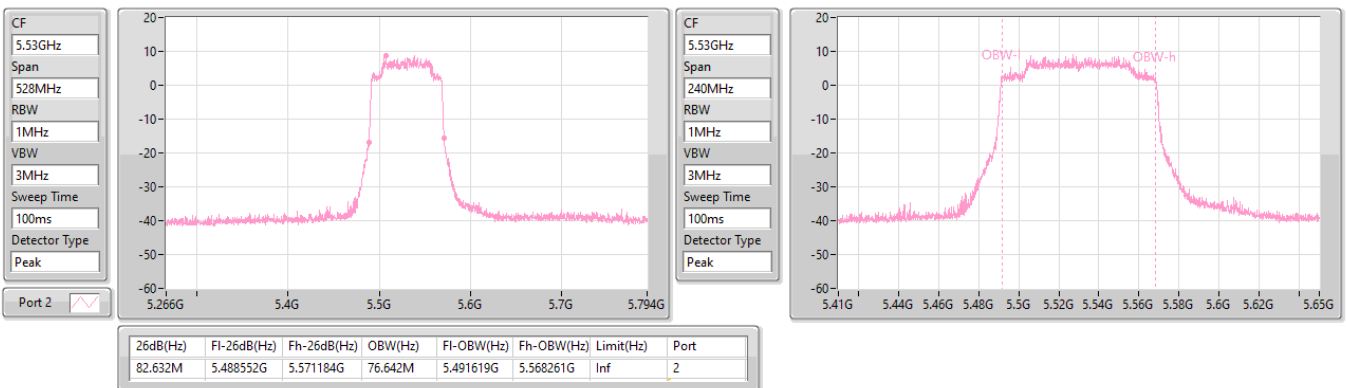 CF
5.53GHz
Span
528MHz
RBW
1MHz
VBW
3MHz
Sweep Time
100ms
Detector Type
Peak
Port 2
20
10
0
-10
-20
-30
-40
-50
-60
5.266G 5.4G 5.5G 5.6G 5.7G 5.794G
CF
5.53GHz
Span
240MHz
RBW
1MHz
VBW
3MHz
Sweep Time
100ms
Detector Type
Peak
20
10
0
-10
-20
-30
-40
-50
-60
OBW-l OBW-h
5.41G 5.44G 5.46G 5.48G 5.5G 5.52G 5.54G 5.56G 5.58G 5.6G 5.62G 5.65G
26dB(Hz) Fl-26dB(Hz) Fh-26dB(Hz) OBW(Hz) Fl-OBW(Hz) Fh-OBW(Hz) Limit(Hz) Port
82.632M 5.488552G 5.571184G 76.642M 5.491619G 5.568261G Inf 2